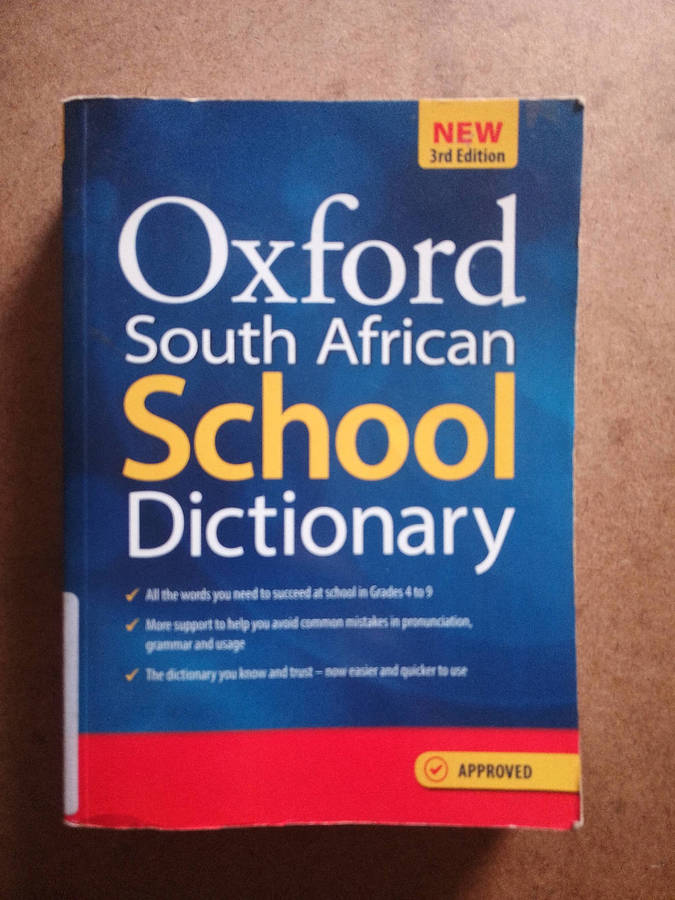 NEW
3rd Edition
Oxford
South African
School
Dictionary
All the words you need to succeed at school in Grades 4 to 9
More support to help you avoid common mistakes in pronunciation,
grammar and usage
The dictionary you know and trust – now easier and quicker to use
APPROVED